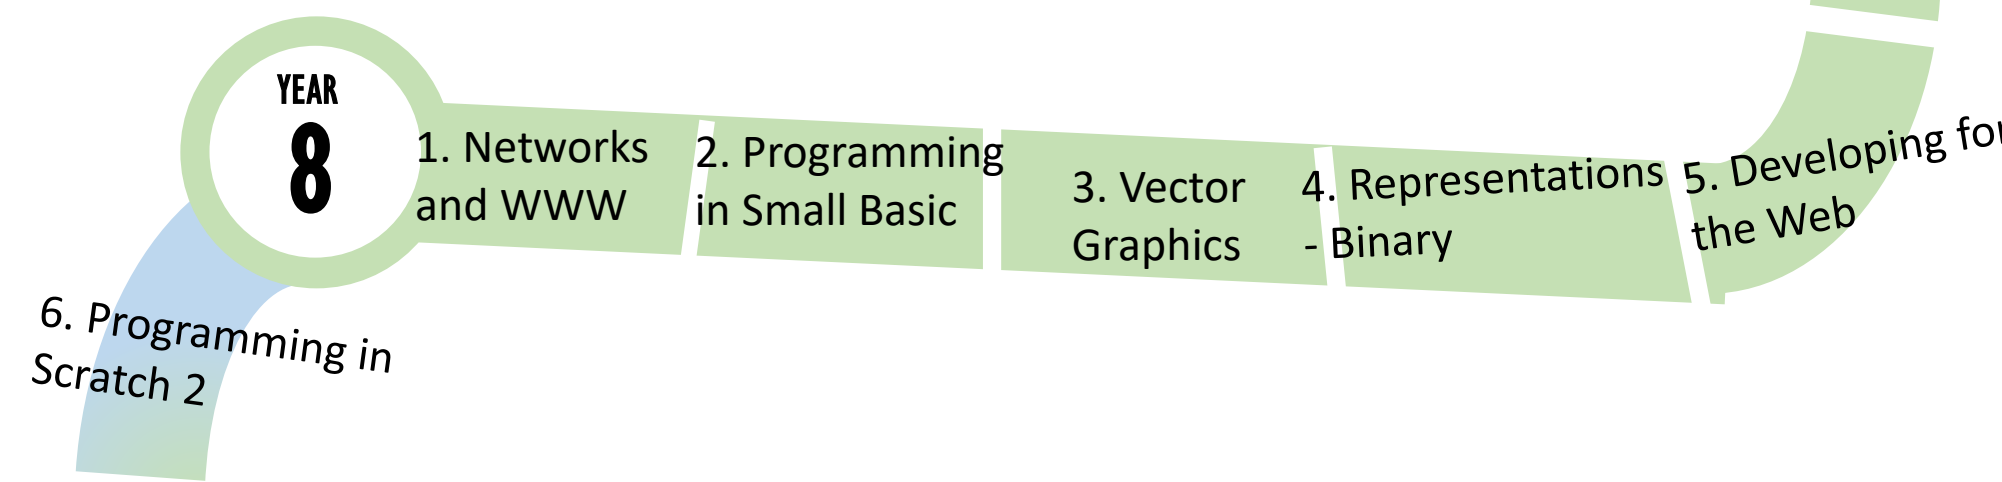 YEAR
8
1. Networks
and WWW
2. Programming
in Small Basic
3. Vector
Graphics
4. Representations
- Binary
5. Developing for
the Web
6. Programming in
Scratch 2